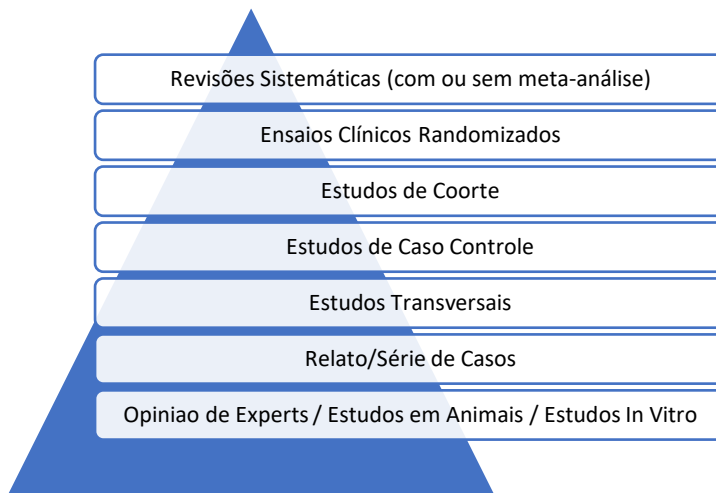 Revisões Sistemáticas (com ou sem meta-análise)
Ensaios Clínicos Randomizados
Estudos de Coorte
Estudos de Caso Controle
Estudos Transversais
Relato/Série de Casos
Opiniao de Experts / Estudos em Animais / Estudos In Vitro